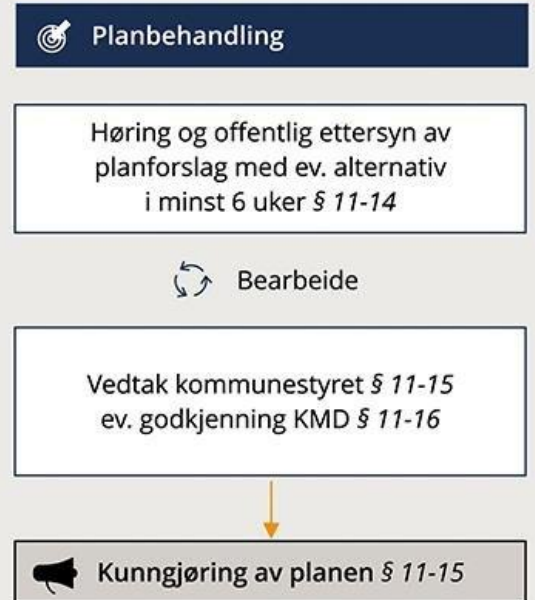 Planbehandling
Høring og offentlig ettersyn av
planforslag med ev. alternativ
i minst 6 uker § 11-14
Bearbeide
Vedtak kommunestyret § 11-15
ev. godkjenning KMD § 11-16
Kunngjøring av planen § 11-15